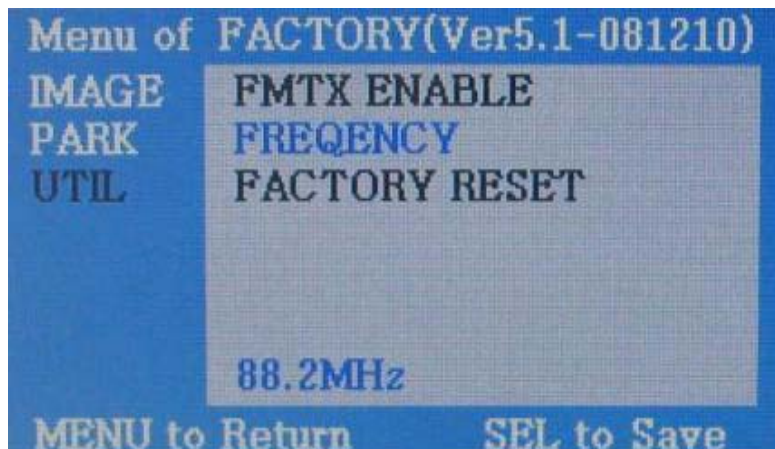 Menu of FACTORY(Ver5.1-081210)
IMAGE FMTX ENABLE
PARK FREQENCY
UTIL FACTORY RESET
88.2MHz
MENU to Return SEL to Save